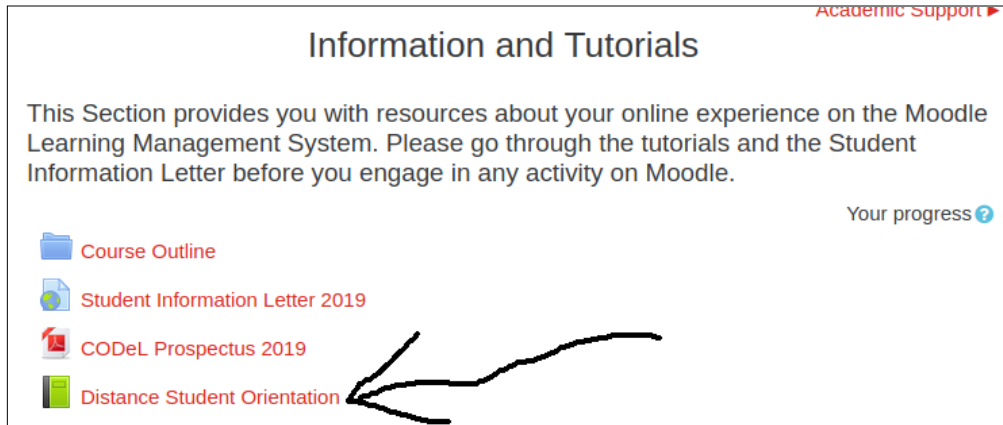 Academic Support ►
Information and Tutorials
This Section provides you with resources about your online experience on the Moodle
Learning Management System. Please go through the tutorials and the Student
Information Letter before you engage in any activity on Moodle.
Your progress
Course Outline
Student Information Letter 2019
CODeL Prospectus 2019
Distance Student Orientation